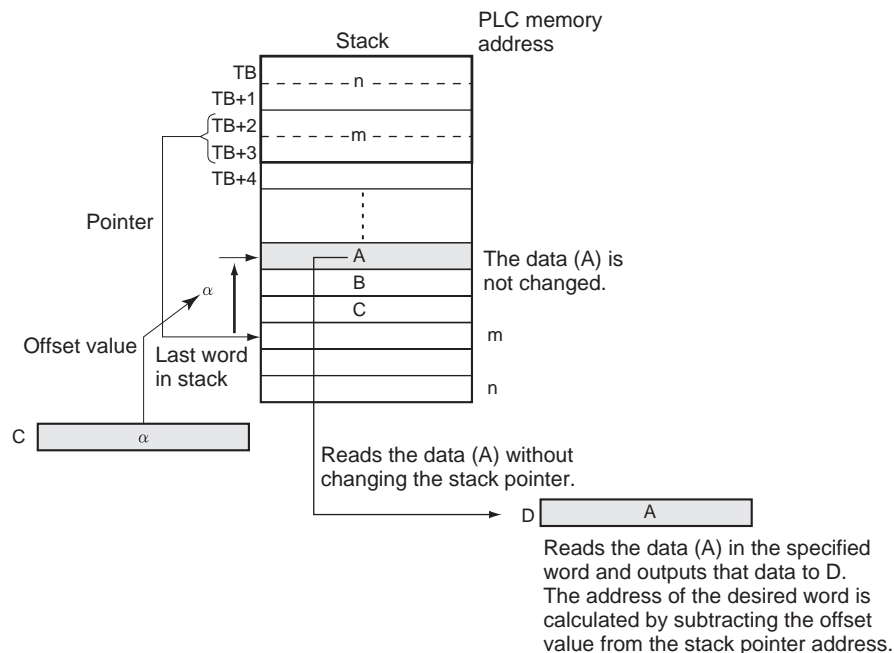 PLC memory
address
Stack
TB
n
TB+1
TB+2
m
TB+3
TB+4
Pointer
A
The data (A) is
not changed.
B
α
C
Offset value
m
Last word
in stack
n
C
α
Reads the data (A) without
changing the stack pointer.
D
A
Reads the data (A) in the specified
word and outputs that data to D.
The address of the desired word is
calculated by subtracting the offset
value from the stack pointer address.